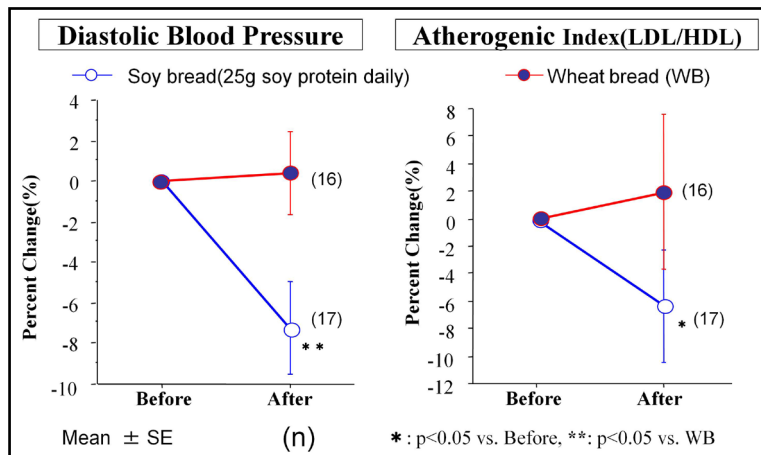 Diastolic Blood Pressure
Atherogenic Index(LDL/HDL)
Soy bread(25g soy protein daily)
Wheat bread (WB)
Percent Change(%)
4
2
0
-2
-4
-6
-8
-10
(16)
(17)
**
Before
After
Percent Change(%)
8
6
4
2
0
-2
-4
-6
-8
-10
-12
(16)
* (17)
Before
After
Mean ± SE
(n)
* : p<0.05 vs. Before, **: p<0.05 vs. WB